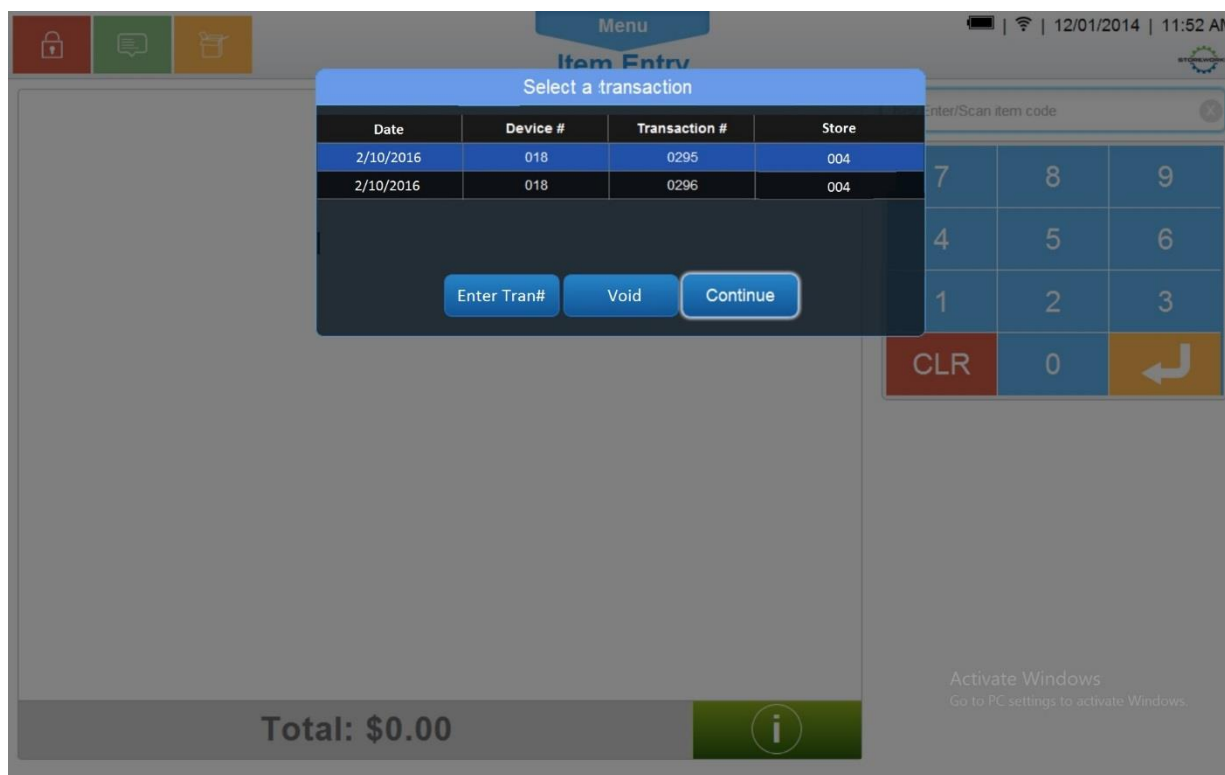 Menu
| | 12/01/2014 | 11:52 AM
Item Entry
Select a transaction
Enter/Scan item code
Date Device # Transaction # Store
2/10/2016 018 0295 004
2/10/2016 018 0296 004
7 8 9
4 5 6
Enter Tran# Void Continue
1 2 3
CLR 0
Activate Windows
Go to PC settings to activate Windows.
Total: $0.00
i